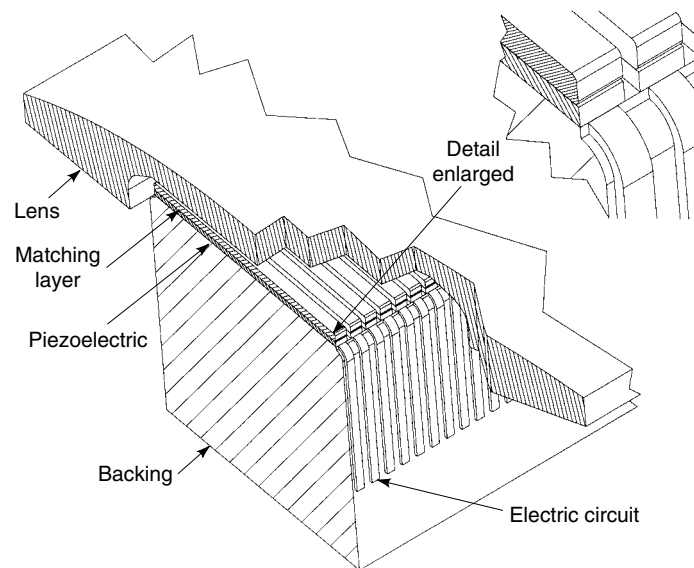 Detail
enlarged
Lens
Matching
layer
Piezoelectric
Backing
Electric circuit